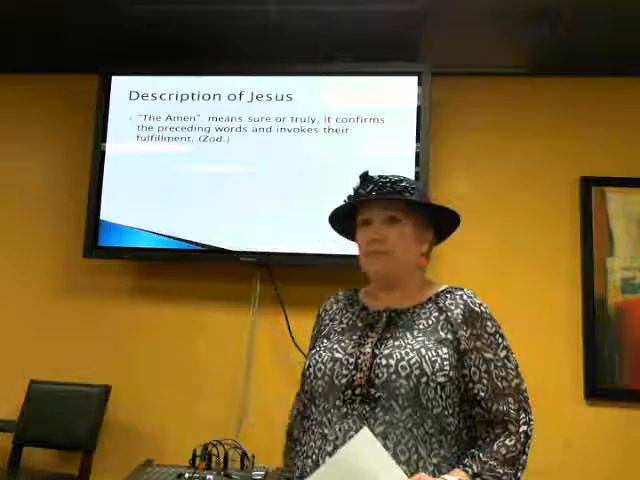 Description of Jesus
"The Amen", means sure or truly. It confirms
the preceding words and invokes their
fulfillment. (Zod.)